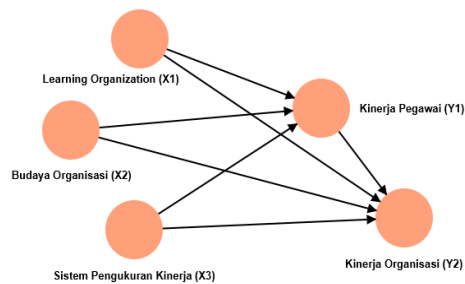 Learning Organization (X1)
Kinerja Pegawai (Y1)
Budaya Organisasi (X2)
Kinerja Organisasi (Y2)
Sistem Pengukuran Kinerja (X3)